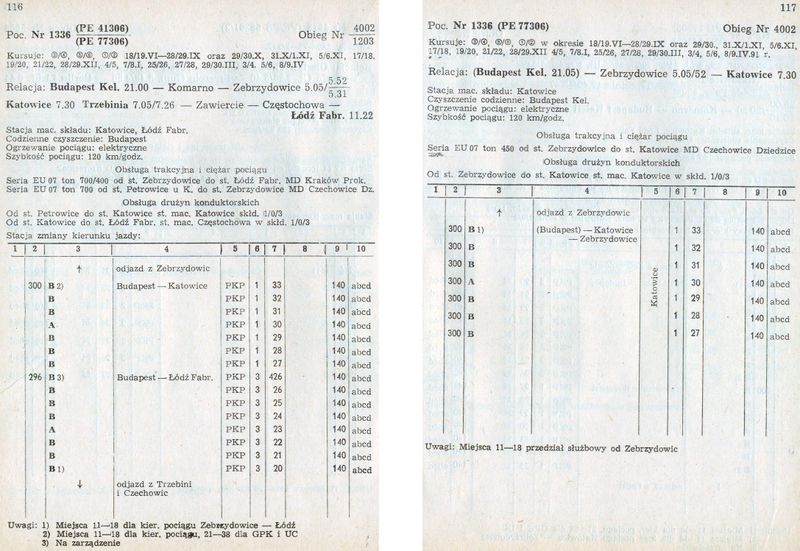 116
Poc. Nr 1336 (PE 41306) Obieg Nr 4002
(PE 77306) 1203
18/19.VI—28/29.IX oraz 29/30.X, 31.X/1.XI, 5/6.XI, 17/18,
19/20, 21/22, 28/29.XII, 4/5, 7/8.I, 25/26, 27/28, 29/30.III, 3/4. 5/6, 8/9.IV
Relacja: Budapest Kel. 21.00 — Komarno — Zebrzydowice 5.05/ 5.52
5.31
Katowice 7.30 Trzebinia 7.05/7.26 — Zawiercie — Częstochowa —
Łódź Fabr. 11.22
Stacja mac. składu: Katowice, Łódź Fabr.
Codzienne czyszczenie: Budapest
Ogrzewanie pociągu: elektryczne
Szybkość pociągu: 120 km/godz.
Obsługa trakcyjna i ciężar pociągu
Seria EU 07 ton 700/400 od st. Zebrzydowice do st. Łódź Fabr. MD Kraków Prok.
Seria EU 07 ton 700 od st. Petrowice u K. do st. Zebrzydowice MD Czechowice Dz.
Obsługa drużyn konduktorskich
Od st. Petrowice do st. Katowice st. mac. Katowice skłd. 1/0/3
Od st. Katowice do st. Łódź Fabr. st. mac. Częstochowa w skłd. 1/0/3
Stacja zmiany kierunku jazdy:
1 2 3 4 5 6 7 8 9 10
↑ odjazd z Zebrzydowic
300 B 2) Budapest — Katowice PKP 1 33 140 abcd
B PKP 1 32 140 abcd
B PKP 1 31 140 abcd
A PKP 1 30 140 abcd
B PKP 1 29 140 abcd
B PKP 1 28 140 abcd
B PKP 1 27 140 abcd
296 B 3) Budapest — Łódź Fabr. PKP 3 426 140 abcd
B PKP 3 26 140 abcd
B PKP 3 25 140 abcd
B PKP 3 24 140 abcd
A PKP 3 23 140 abcd
B PKP 3 22 140 abcd
B PKP 3 21 140 abcd
B 1) PKP 3 20 140 abcd
↓ odjazd z Trzebini
i Czechowic
Uwagi: 1) Miejsca 11—18 dla kier. pociągu Zebrzydowice — Łódź
2) Miejsca 11—18 dla kier. pociągu, 21—38 dla GPK i UC
3) Na zarządzenie
117
Poc. Nr 1336 (PE 77306) Obieg Nr 4002
Kursuje: w okresie 18/19.VI—28/29.IX oraz 29/30., 31.X/1.XI, 5/6.XI,
17/18, 19/20, 21/22, 28/29.XII 4/5, 7/8.I, 25/26, 27/28, 29/30.III, 3/4, 5/6, 8/9.IV.91 r.
Relacja: (Budapest Kel. 21.05) — Zebrzydowice 5.05/52 — Katowice 7.30
Stacja mac. składu: Katowice
Czyszczenie codzienne: Budapest Kel.
Ogrzewanie pociągu: elektryczne
Szybkość pociągu: 120 km/godz.
Obsługa trakcyjna i ciężar pociągu
Seria EU 07 ton 450 od st. Zebrzydowice do st. Katowice MD Czechowice Dziedzice
Obsługa drużyn konduktorskich
Od st. Zebrzydowice do st. Katowice st. mac. Katowice w skłd. 1/0/3
1 2 3 4 5 6 7 8 9 10
↑ odjazd z Zebrzydowic
300 B 1) (Budapest) — Katowice 1 33 140 abcd
— Zebrzydowice
300 B 1 32 140 abcd
300 B 1 31 140 abcd
300 A Katowice 1 30 140 abcd
300 B 1 29 140 abcd
300 B 1 28 140 abcd
300 B 1 27 140 abcd
Uwagi: Miejsca 11—18 przedział służbowy od Zebrzydowic